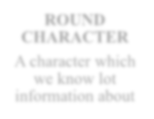 ROUND
CHARACTER
A character which
we know lot
information about